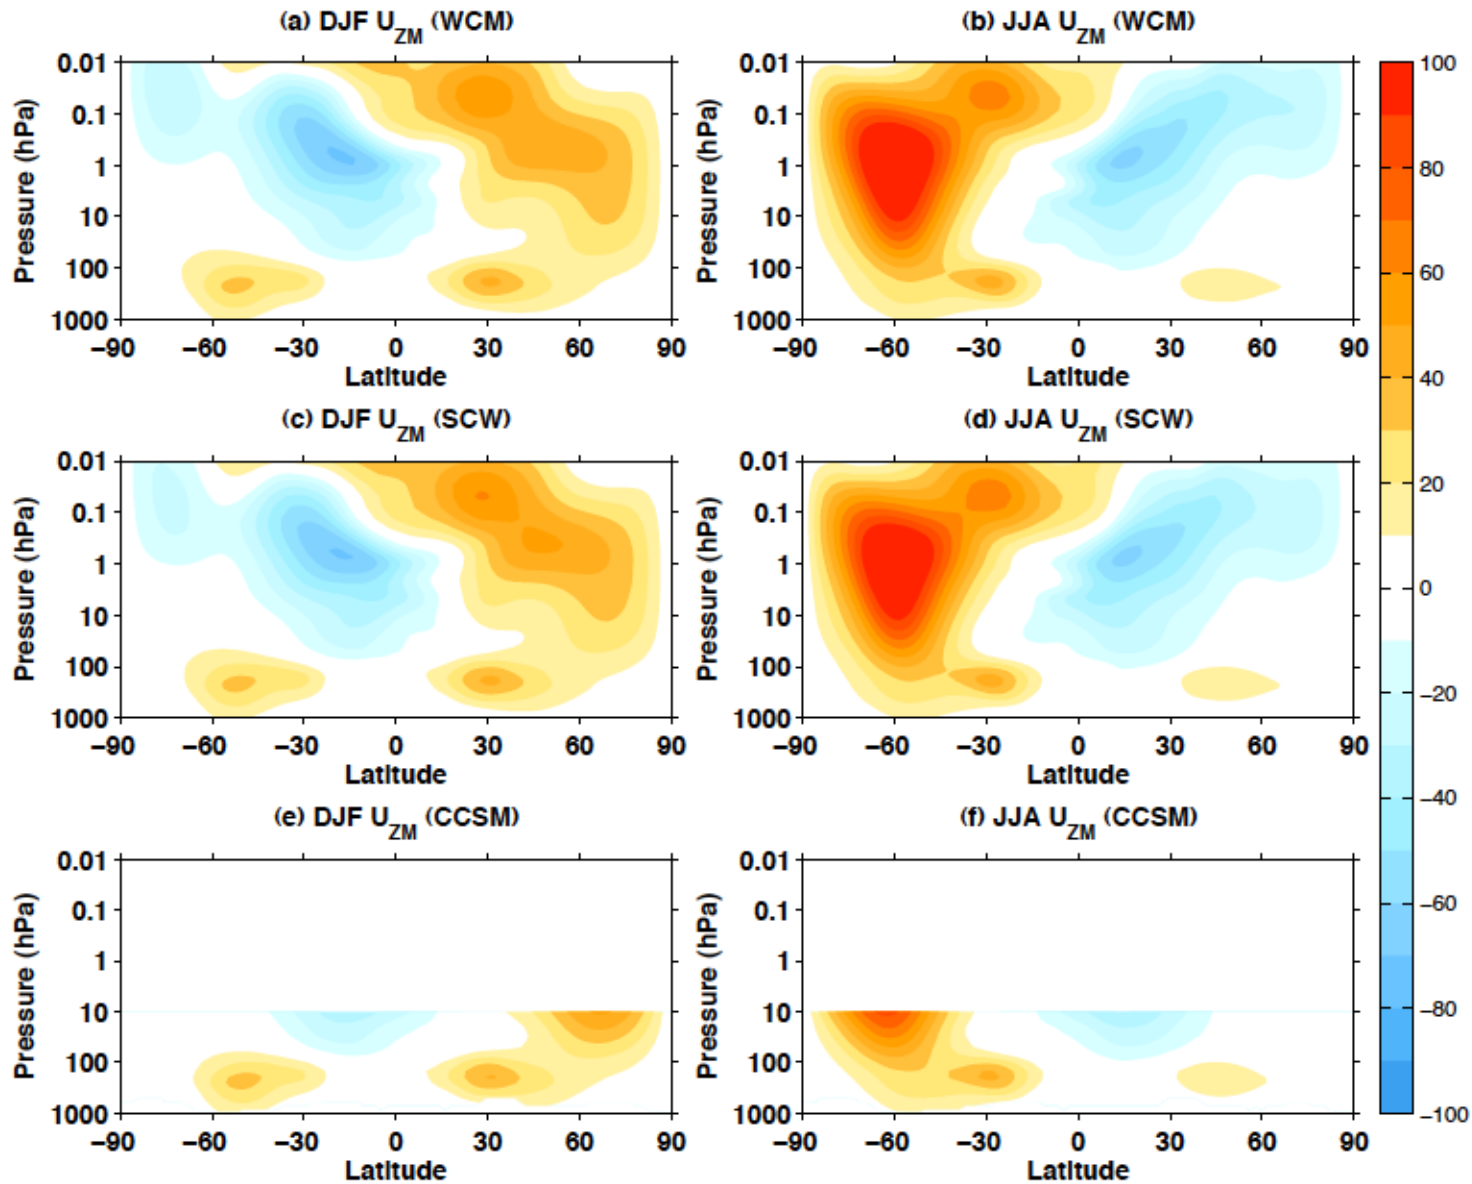 (a) DJF U_ZM (WCM)
(b) JJA U_ZM (WCM)
Pressure (hPa)
0.01
0.1
1
10
100
1000
−90 −60 −30 0 30 60 90
Latitude
Pressure (hPa)
0.01
0.1
1
10
100
1000
−90 −60 −30 0 30 60 90
Latitude
(c) DJF U_ZM (SCW)
(d) JJA U_ZM (SCW)
Pressure (hPa)
0.01
0.1
1
10
100
1000
−90 −60 −30 0 30 60 90
Latitude
Pressure (hPa)
0.01
0.1
1
10
100
1000
−90 −60 −30 0 30 60 90
Latitude
(e) DJF U_ZM (CCSM)
(f) JJA U_ZM (CCSM)
Pressure (hPa)
0.01
0.1
1
10
100
1000
−90 −60 −30 0 30 60 90
Latitude
Pressure (hPa)
0.01
0.1
1
10
100
1000
−90 −60 −30 0 30 60 90
Latitude
100
80
60
40
20
0
−20
−40
−60
−80
−100